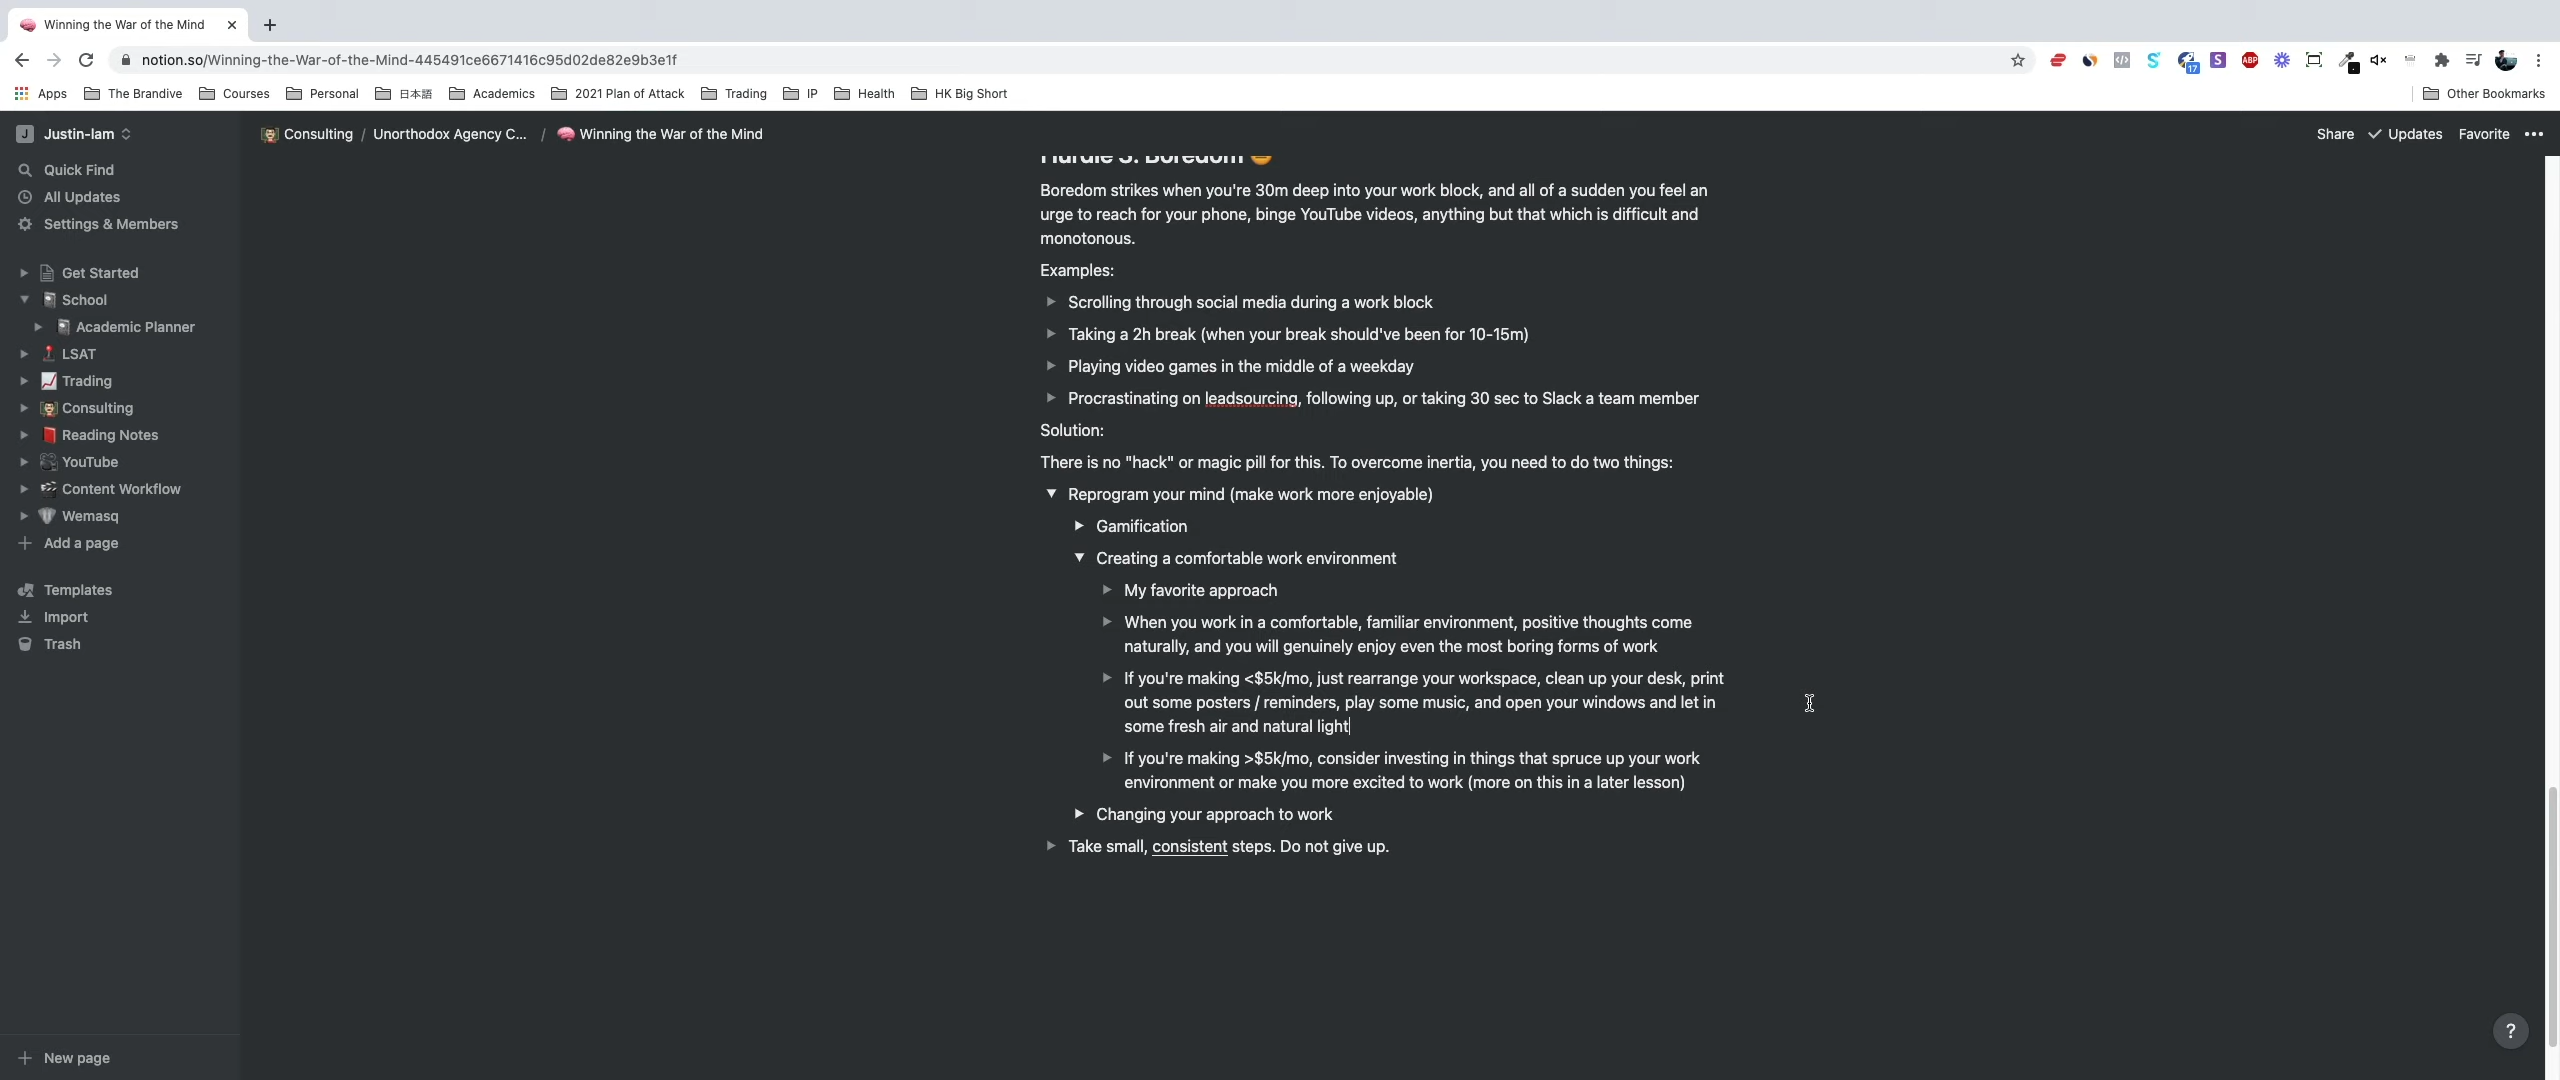 Winning the War of the Mind
notion.so/Winning-the-War-of-the-Mind-445491ce6671416c95d02de82e9b3e1f
17
ABP
Apps
The Brandive
Courses
Personal
日本語
Academics
2021 Plan of Attack
Trading
IP
Health
HK Big Short
Other Bookmarks
J Justin-lam
Consulting / Unorthodox Agency C... / Winning the War of the Mind
Share
Updates
Favorite
Quick Find
All Updates
Settings & Members
Get Started
School
Academic Planner
LSAT
Trading
Consulting
Reading Notes
YouTube
Content Workflow
Wemasq
Add a page
Templates
Import
Trash
New page
Hurdle 3: Boredom
Boredom strikes when you're 30m deep into your work block, and all of a sudden you feel an
urge to reach for your phone, binge YouTube videos, anything but that which is difficult and
monotonous.
Examples:
Scrolling through social media during a work block
Taking a 2h break (when your break should've been for 10-15m)
Playing video games in the middle of a weekday
Procrastinating on leadsourcing, following up, or taking 30 sec to Slack a team member
Solution:
There is no "hack" or magic pill for this. To overcome inertia, you need to do two things:
Reprogram your mind (make work more enjoyable)
Gamification
Creating a comfortable work environment
My favorite approach
When you work in a comfortable, familiar environment, positive thoughts come
naturally, and you will genuinely enjoy even the most boring forms of work
If you're making <$5k/mo, just rearrange your workspace, clean up your desk, print
out some posters / reminders, play some music, and open your windows and let in
some fresh air and natural light
If you're making >$5k/mo, consider investing in things that spruce up your work
environment or make you more excited to work (more on this in a later lesson)
Changing your approach to work
Take small, consistent steps. Do not give up.
?